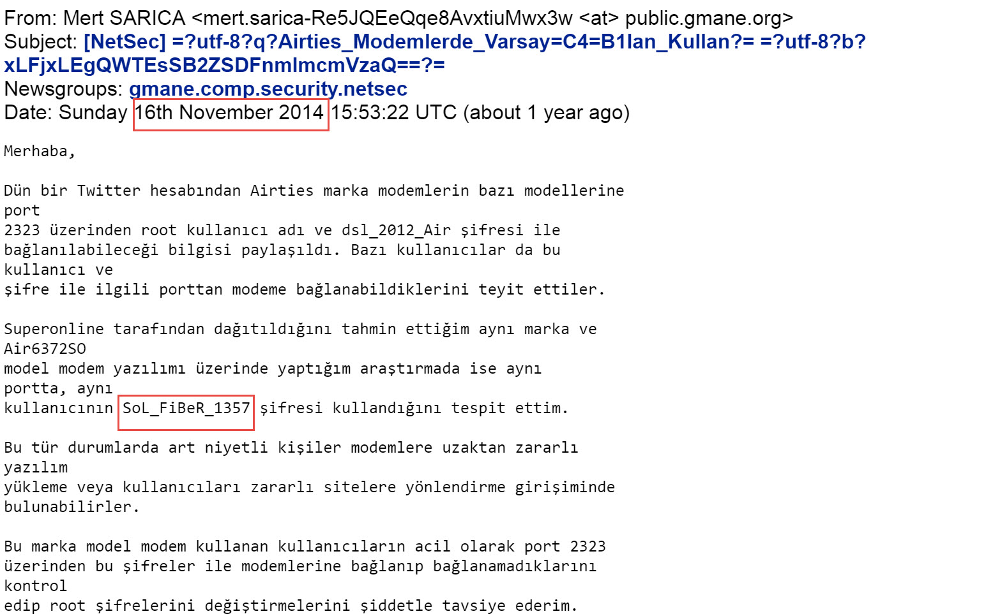 From: Mert SARICA <mert.sarica-Re5JQEeQqe8AvxtiuMwx3w <at> public.gmane.org>
Subject: [NetSec] =?utf-8?q?Airties_Modemlerde_Varsay=C4=B1lan_Kullan?= =?utf-8?b?
xLFjxLEgQWTEsSB2ZSDFnmlmcmVzaQ==?=
Newsgroups: gmane.comp.security.netsec
Date: Sunday 16th November 2014 15:53:22 UTC (about 1 year ago)
Merhaba,
Dün bir Twitter hesabından Airties marka modemlerin bazı modellerine
port
2323 üzerinden root kullanıcı adı ve dsl_2012_Air şifresi ile
bağlanılabileceği bilgisi paylaşıldı. Bazı kullanıcılar da bu
kullanıcı ve
şifre ile ilgili porttan modeme bağlanabildiklerini teyit ettiler.
Superonline tarafından dağıtıldığını tahmin ettiğim aynı marka ve
Air6372SO
model modem yazılımı üzerinde yaptığım araştırmada ise aynı
portta, aynı
kullanıcının SoL_FiBeR_1357 şifresi kullandığını tespit ettim.
Bu tür durumlarda art niyetli kişiler modemlere uzaktan zararlı
yazılım
yükleme veya kullanıcıları zararlı sitelere yönlendirme girişiminde
bulunabilirler.
Bu marka model modem kullanan kullanıcıların acil olarak port 2323
üzerinden bu şifreler ile modemlerine bağlanıp bağlanamadıklarını
kontrol
edip root şifrelerini değiştirmelerini şiddetle tavsiye ederim.